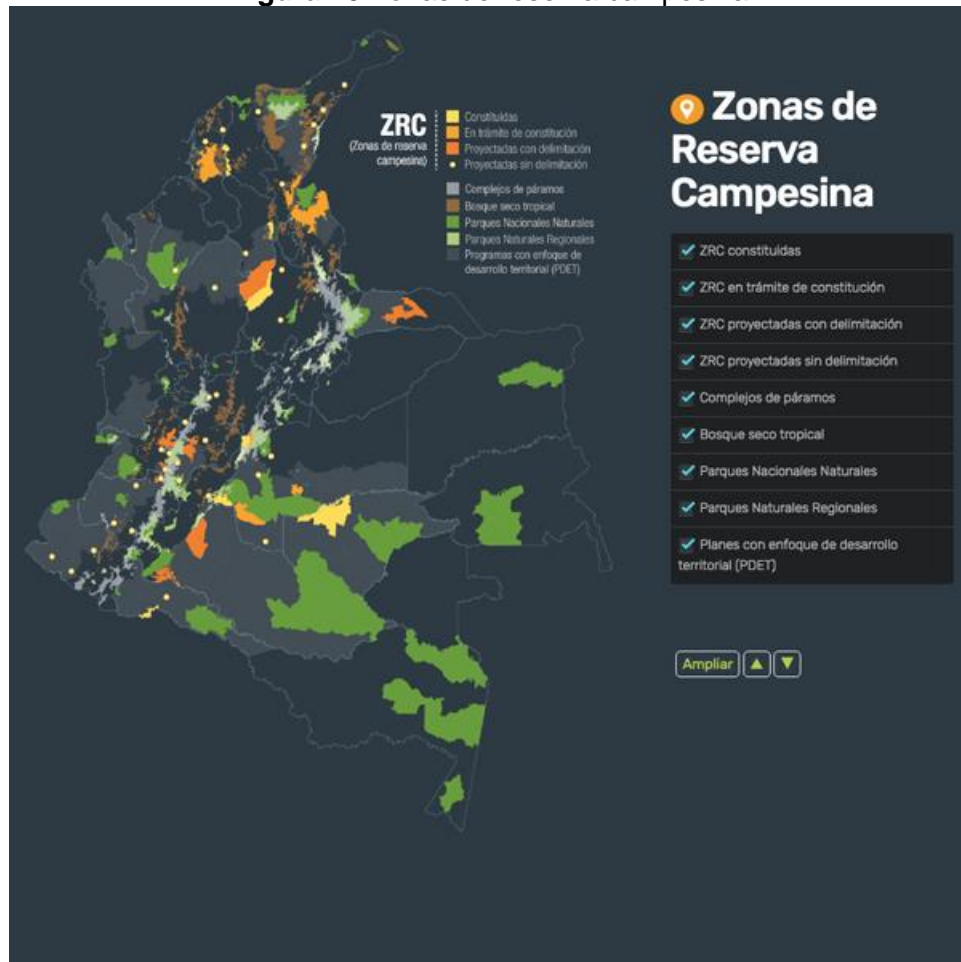 Zonas de
Reserva
Campesina
ZRC
(Zonas de reserva
campesina)
Constituidas
En trámite de constitución
Proyectadas con delimitación
Proyectadas sin delimitación
Complejos de páramos
Bosque seco tropical
Parques Nacionales Naturales
Parques Naturales Regionales
Programas con enfoque de
desarrollo territorial (PDET)
ZRC constituidas
ZRC en trámite de constitución
ZRC proyectadas con delimitación
ZRC proyectadas sin delimitación
Complejos de páramos
Bosque seco tropical
Parques Nacionales Naturales
Parques Naturales Regionales
Planes con enfoque de desarrollo
territorial (PDET)
Ampliar